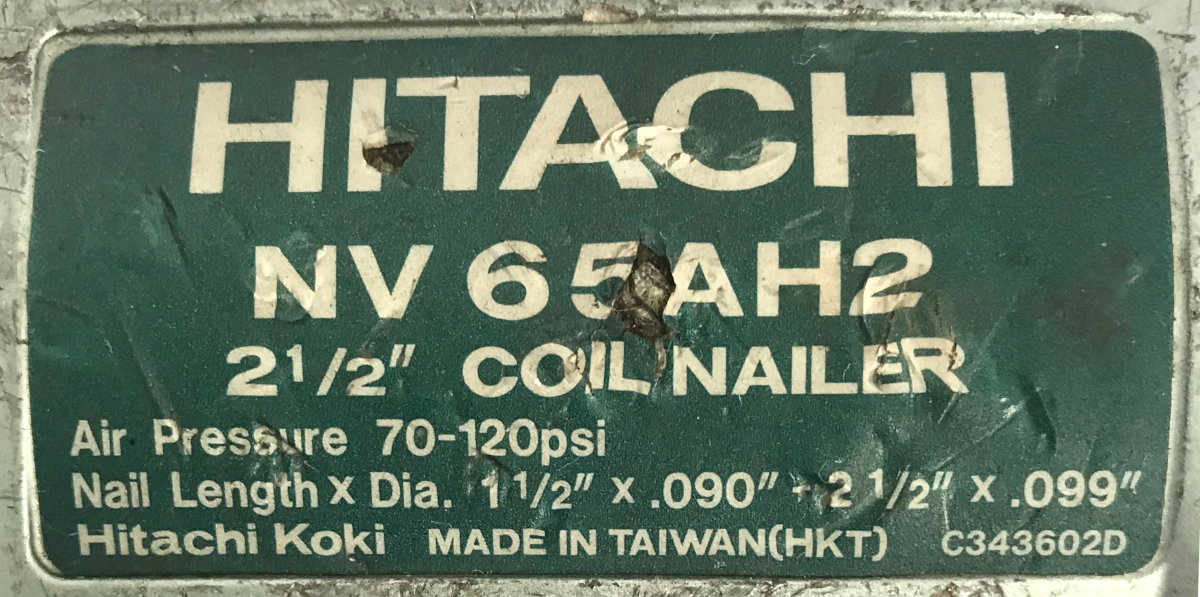 HITACHI
NV 65AH2
2 1/2" COIL NAILER
Air Pressure 70-120psi
Nail Length x Dia. 1 1/2" x .090" - 2 1/2" x .099"
Hitachi Koki MADE IN TAIWAN(HKT) C343602D